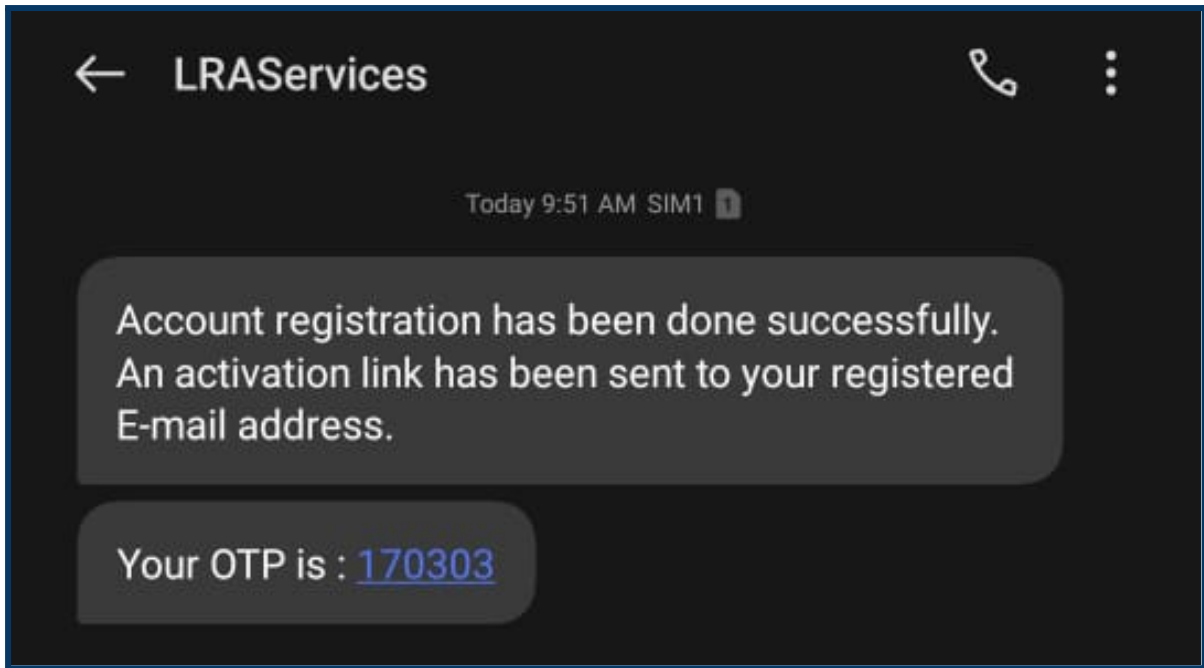 LRAServices
Today 9:51 AM SIM1 1
Account registration has been done successfully.
An activation link has been sent to your registered
E-mail address.
Your OTP is : 170303